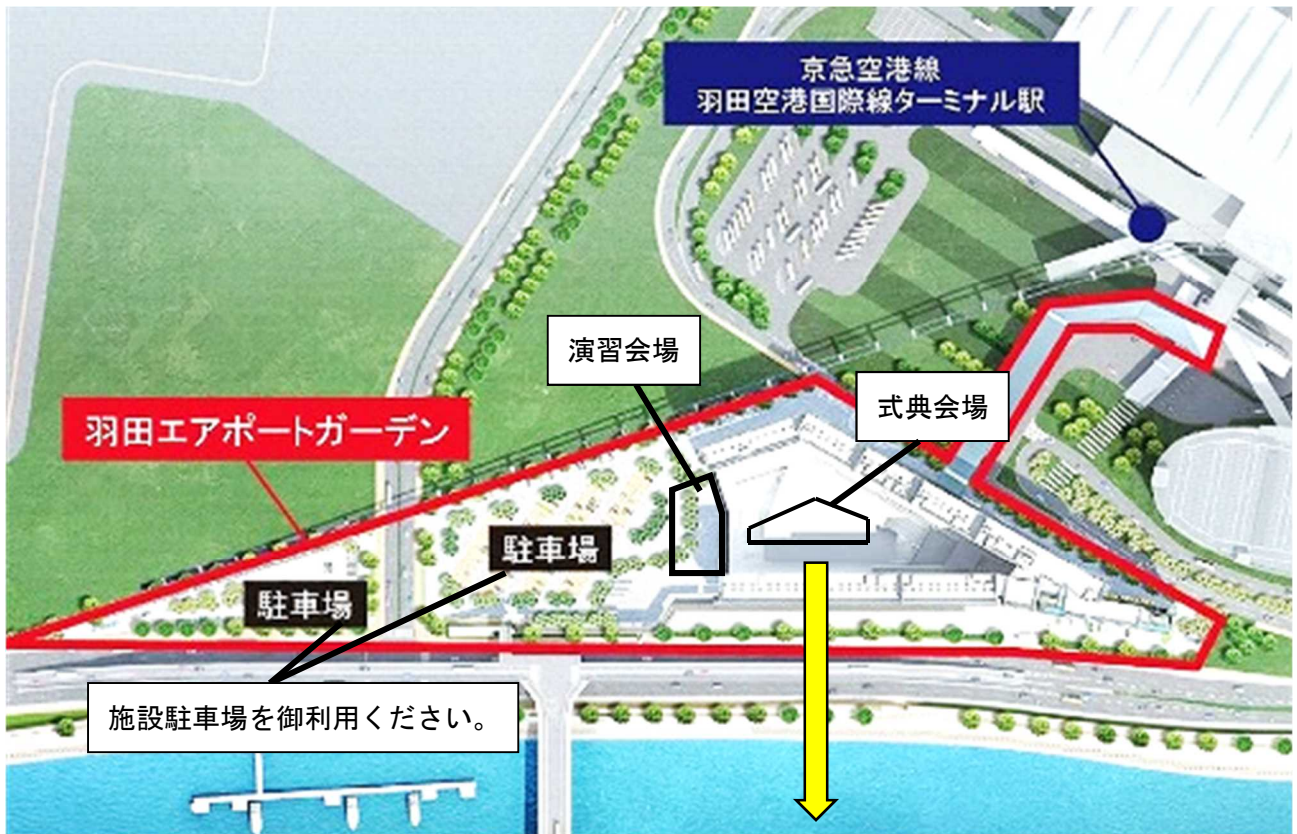 京急空港線
羽田空港国際線ターミナル駅
演習会場
式典会場
羽田エアポートガーデン
駐車場
駐車場
施設駐車場を御利用ください。